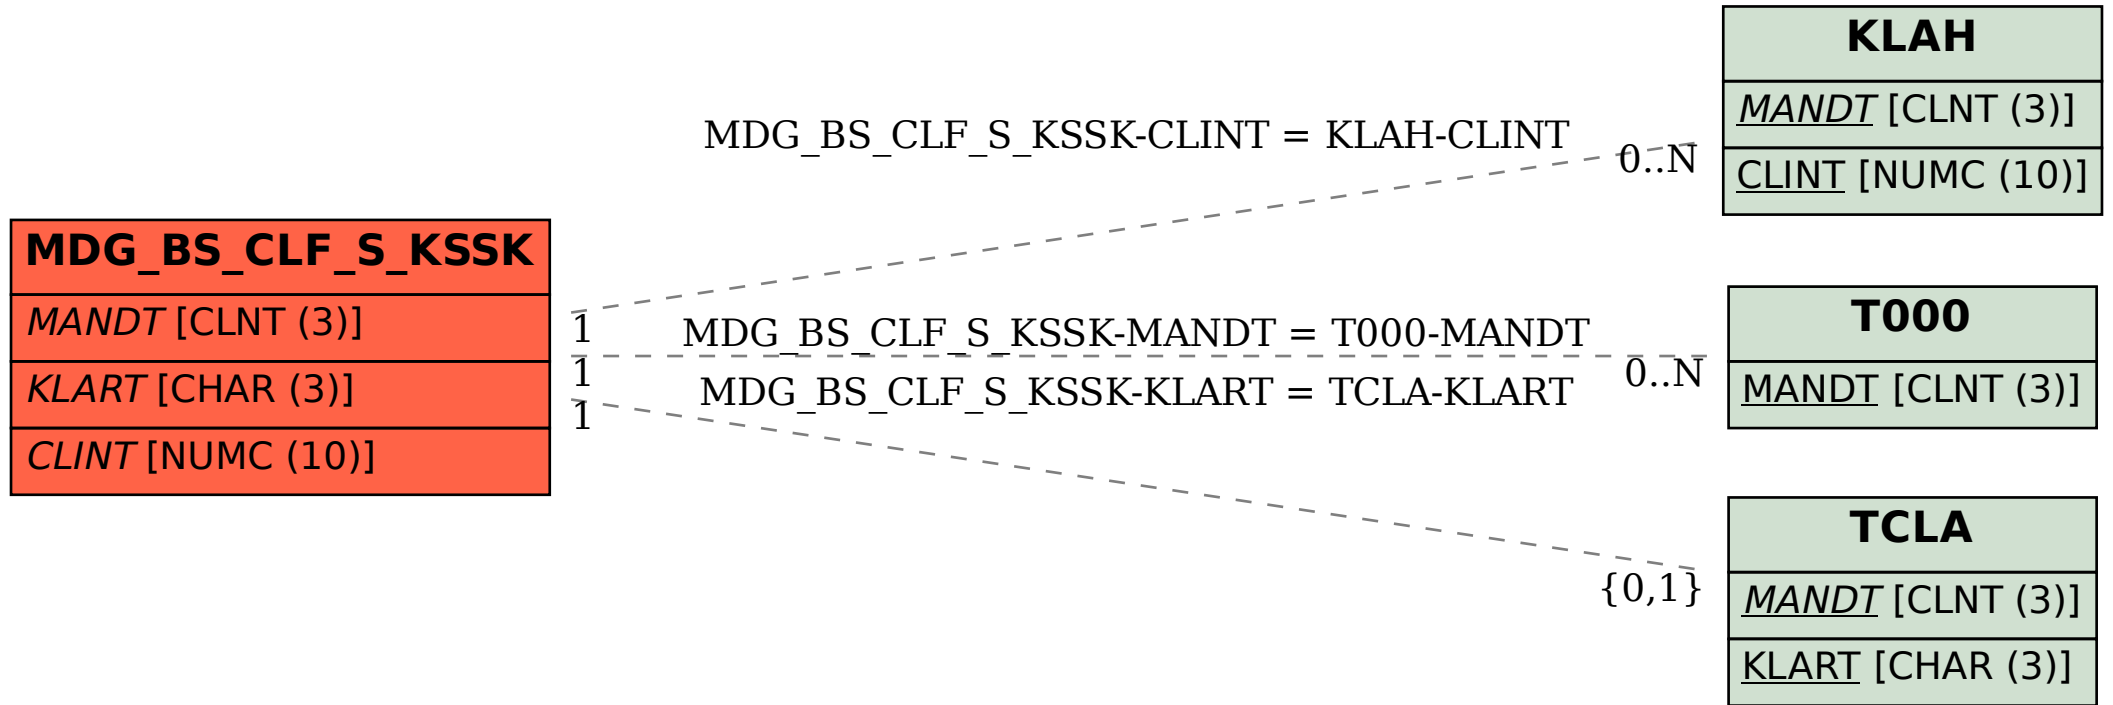 MDG_BS_CLF_S_KSSK
MANDT [CLNT (3)]
KLART [CHAR (3)]
CLINT [NUMC (10)]
MDG_BS_CLF_S_KSSK-CLINT = KLAH-CLINT
0..N
1
MDG_BS_CLF_S_KSSK-MANDT = T000-MANDT
0..N
1
MDG_BS_CLF_S_KSSK-KLART = TCLA-KLART
{0,1}
1
KLAH
MANDT [CLNT (3)]
CLINT [NUMC (10)]
T000
MANDT [CLNT (3)]
TCLA
MANDT [CLNT (3)]
KLART [CHAR (3)]